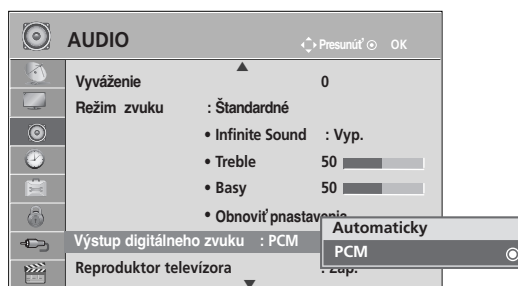 AUDIO
Presunúť OK
Vyváženie 0
Režim zvuku : Štandardné
• Infinite Sound : Vyp.
• Treble 50
• Basy 50
• Obnoviť pnastavenia
Automaticky
Výstup digitálneho zvuku : PCM
PCM
Reproduktor televízora : Zap.